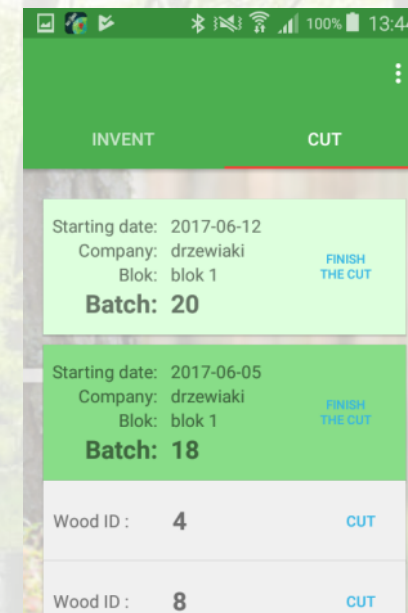 100% 13:44
INVENT CUT
Starting date: 2017-06-12
Company: drzewiaki
Blok: blok 1
Batch: 20
FINISH
THE CUT
Starting date: 2017-06-05
Company: drzewiaki
Blok: blok 1
Batch: 18
FINISH
THE CUT
Wood ID : 4 CUT
Wood ID : 8 CUT